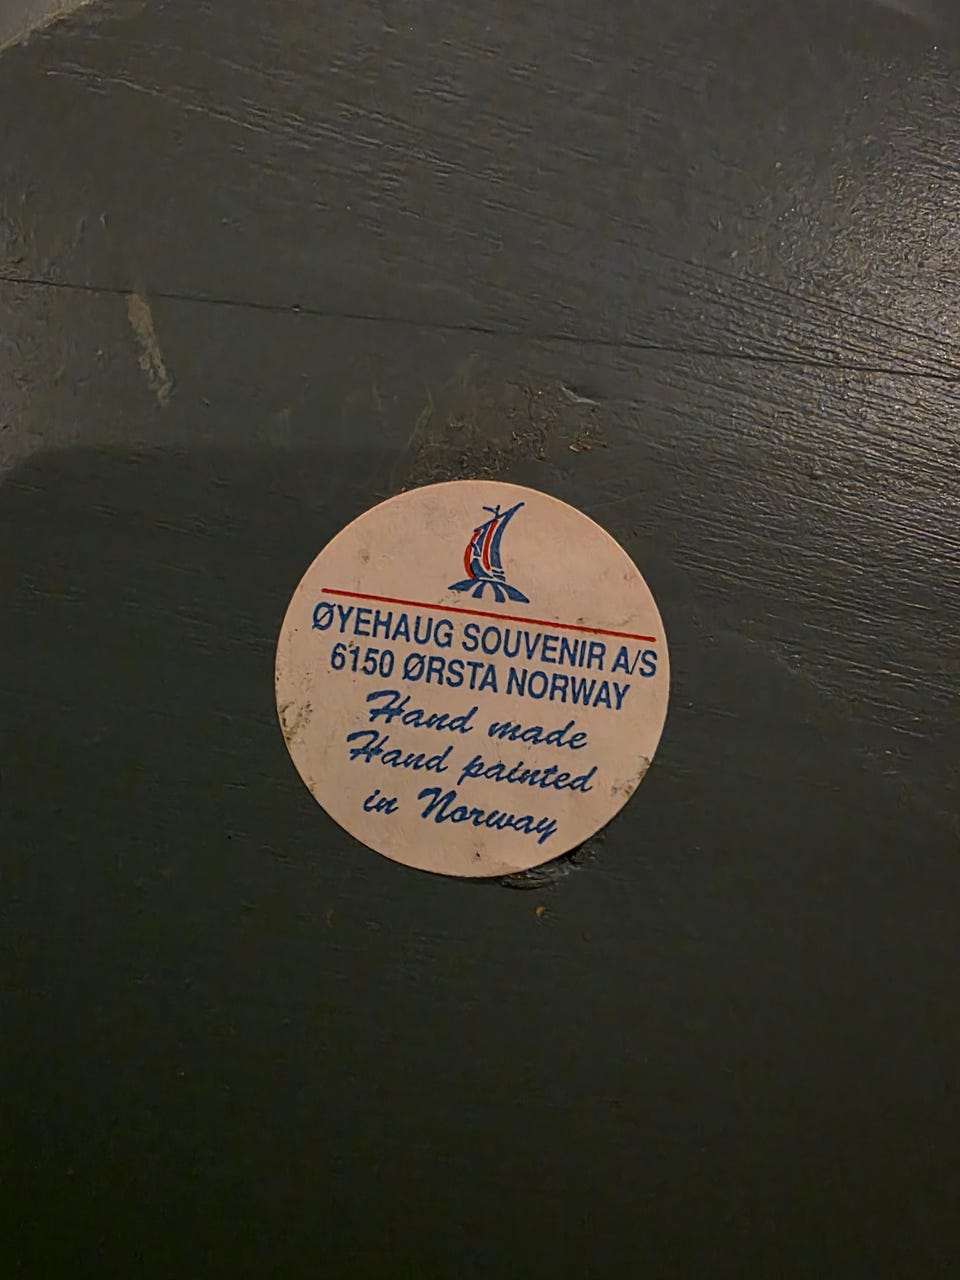 ØYEHAUG SOUVENIR A/S
6150 ØRSTA NORWAY
Hand made
Hand painted
in Norway